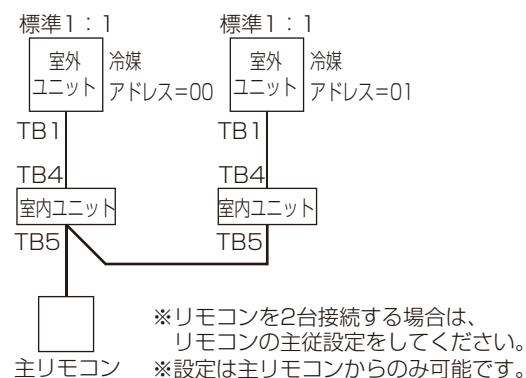 標準1：1
標準1：1
室外
ユニット
冷媒
アドレス=00
室外
ユニット
冷媒
アドレス=01
TB1
TB1
TB4
TB4
室内ユニット
室内ユニット
TB5
TB5
主リモコン
※リモコンを2台接続する場合は、
リモコンの主従設定をしてください。
※設定は主リモコンからのみ可能です。